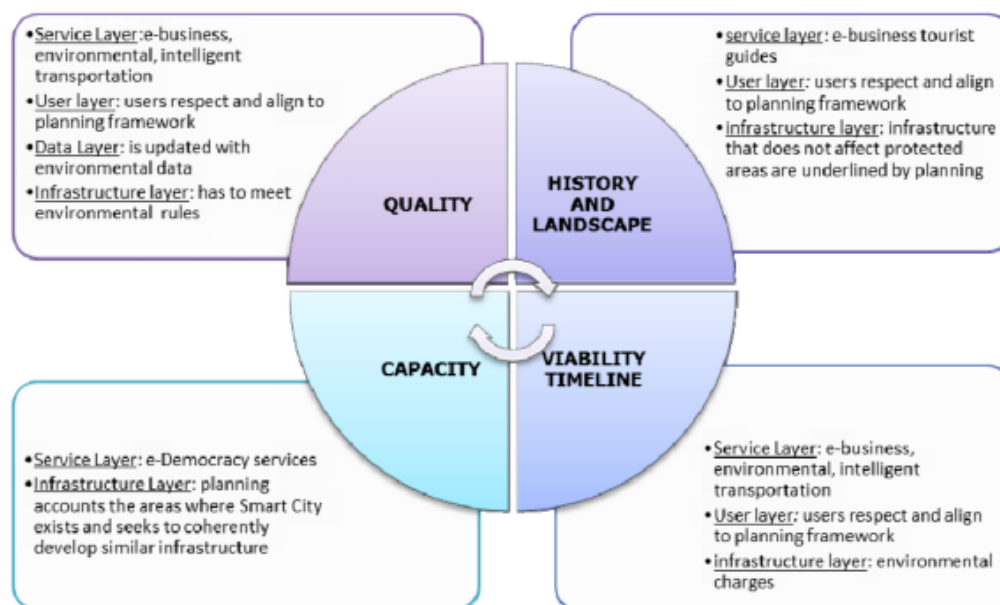 •Service Layer:e-business,
environmental, intelligent
transportation
•User layer: users respect and align to
planning framework
•Data Layer: is updated with
environmental data
•Infrastructure layer: has to meet
environmental rules
QUALITY
•service layer: e-business tourist
guides
•User layer: users respect and align
to planning framework
•infrastructure layer: infrastructure
that does not affect protected
areas are underlined by planning
HISTORY
AND
LANDSCAPE
CAPACITY
•Service Layer: e-Democracy services
•Infrastructure Layer: planning
accounts the areas where Smart City
exists and seeks to coherently
develop similar infrastructure
VIABILITY
TIMELINE
•Service Layer: e-business,
environmental, intelligent
transportation
•User layer: users respect and align
to planning framework
•infrastructure layer: environmental
charges